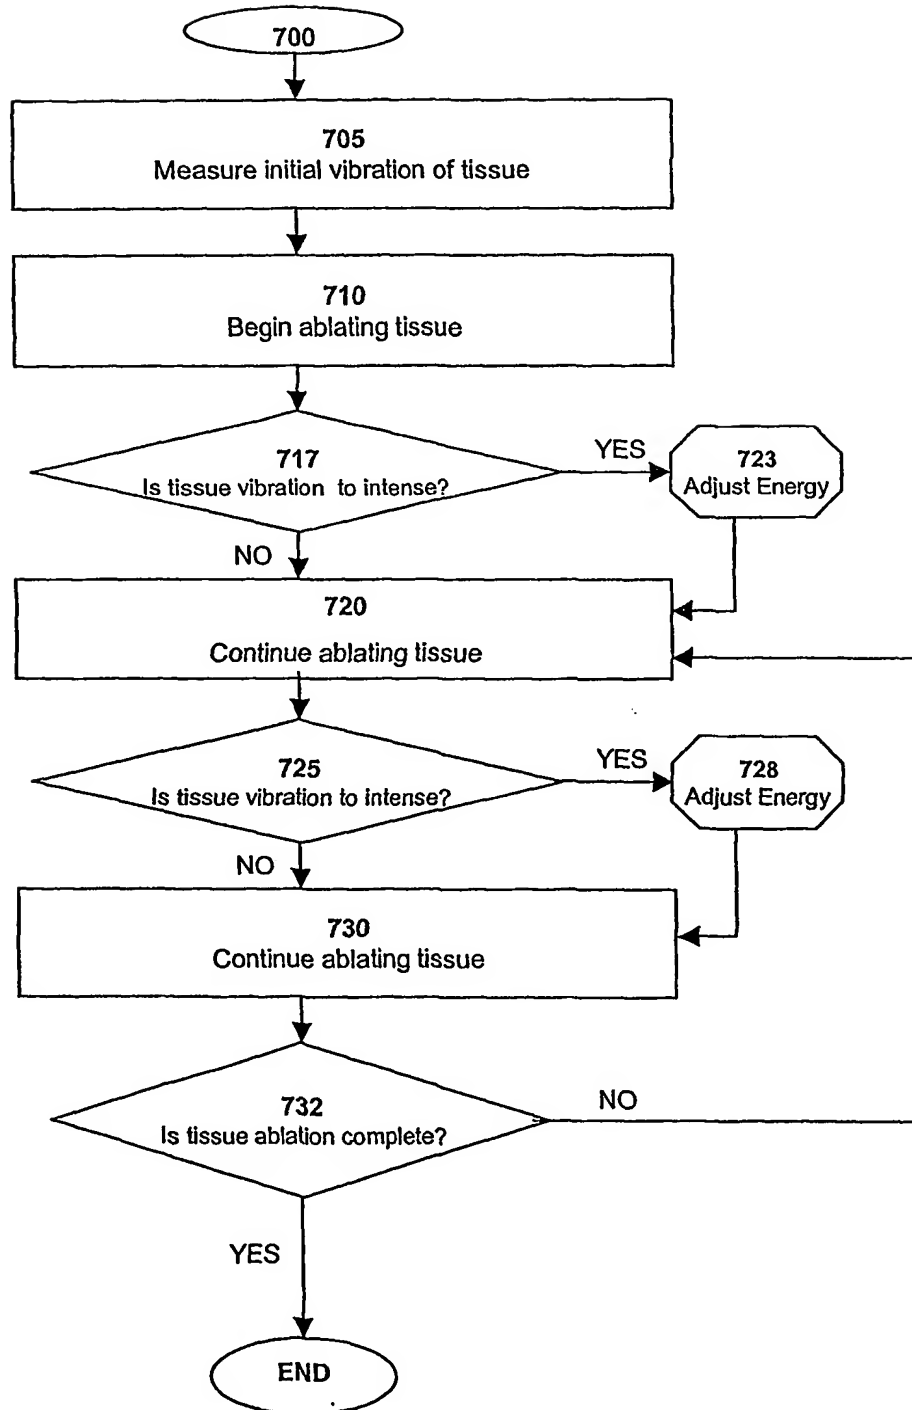 700
705
Measure initial vibration of tissue
710
Begin ablating tissue
717
Is tissue vibration to intense?
YES
723
Adjust Energy
NO
720
Continue ablating tissue
725
Is tissue vibration to intense?
YES
728
Adjust Energy
NO
730
Continue ablating tissue
732
Is tissue ablation complete?
NO
YES
END